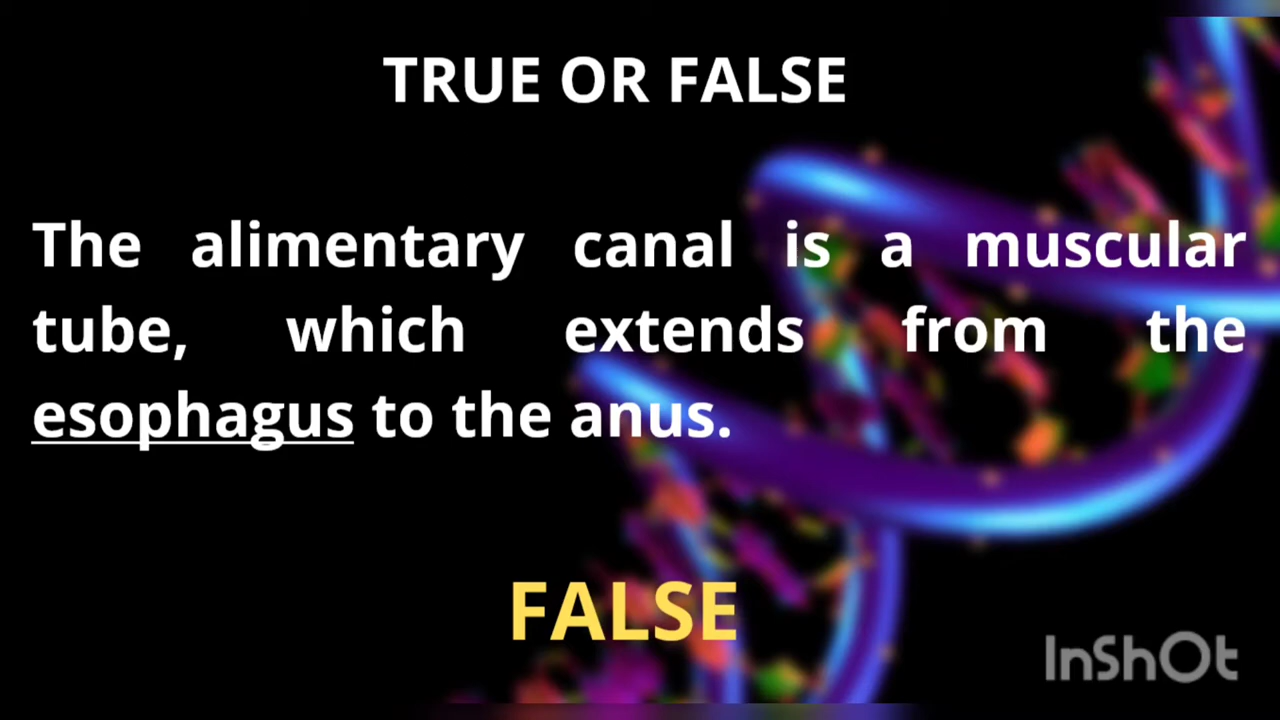 TRUE OR FALSE
The alimentary canal is a muscular
tube, which extends from the
esophagus to the anus.
FALSE
InShOt